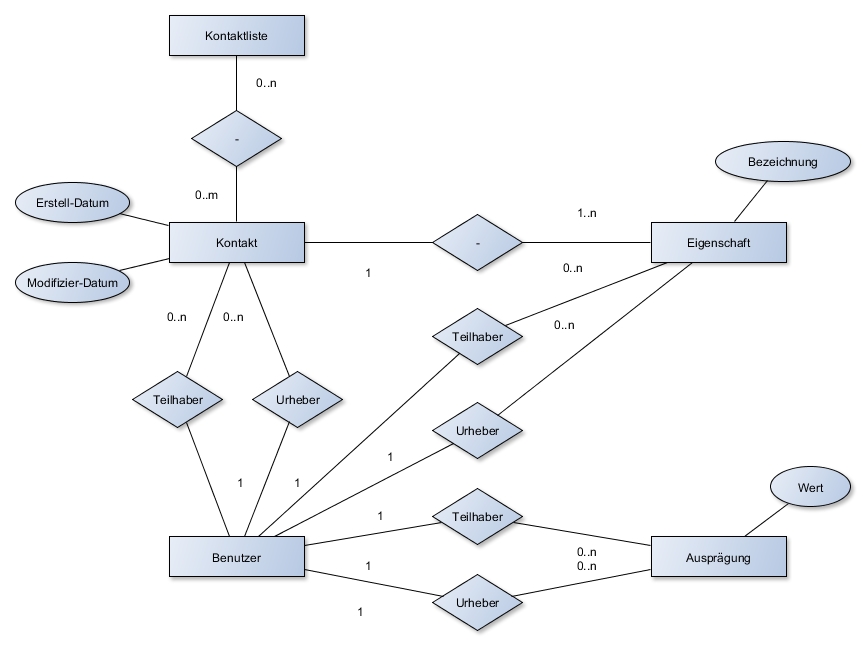 Kontaktliste
0..n
-
Bezeichnung
0..m
Erstell-Datum
1..n
Kontakt
-
Eigenschaft
1
0..n
Modifizier-Datum
0..n
0..n
0..n
Teilhaber
Teilhaber
Urheber
Urheber
1
1
1
Wert
1
Teilhaber
0..n
Benutzer
Ausprägung
1
0..n
Urheber
1